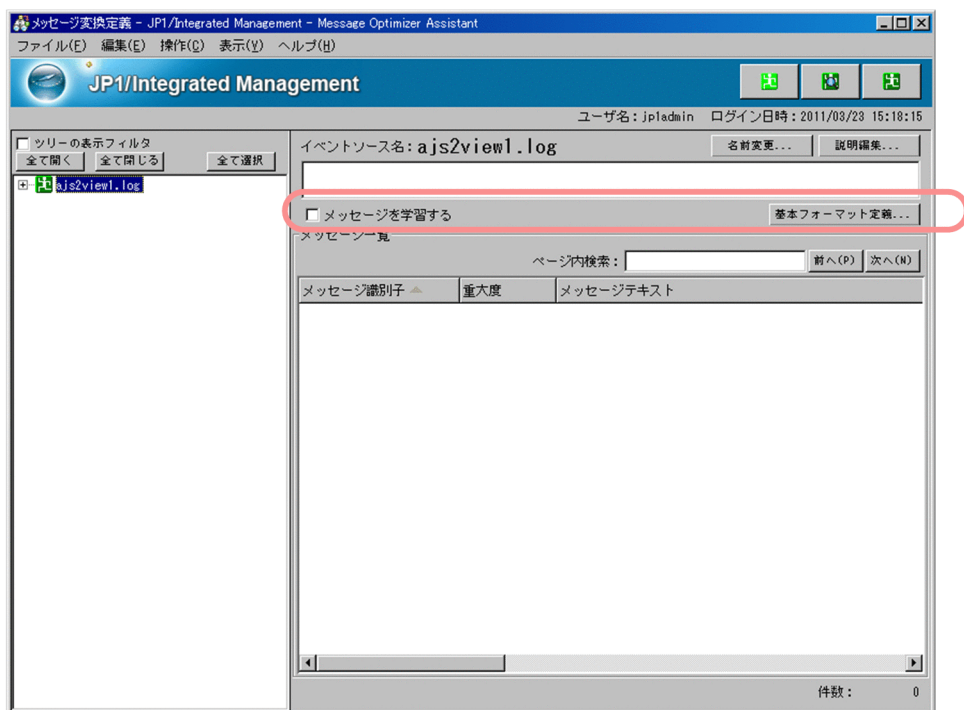 メッセージ変換定義 - JP1/Integrated Management - Message Optimizer Assistant
ファイル(F) 編集(E) 操作(C) 表示(V) ヘルプ(H)
JP1/Integrated Management
ユーザ名：jp1admin ログイン日時：2011/03/23 15:18:15
ツリーの表示フィルタ
全て開く 全て閉じる 全て選択
ajs2view1.log
イベントソース名：ajs2view1.log 名前変更... 説明編集...
メッセージを学習する 基本フォーマット定義...
メッセージ一覧
ページ内検索： 前へ(P) 次へ(N)
メッセージ識別子 重大度 メッセージテキスト
件数： 0